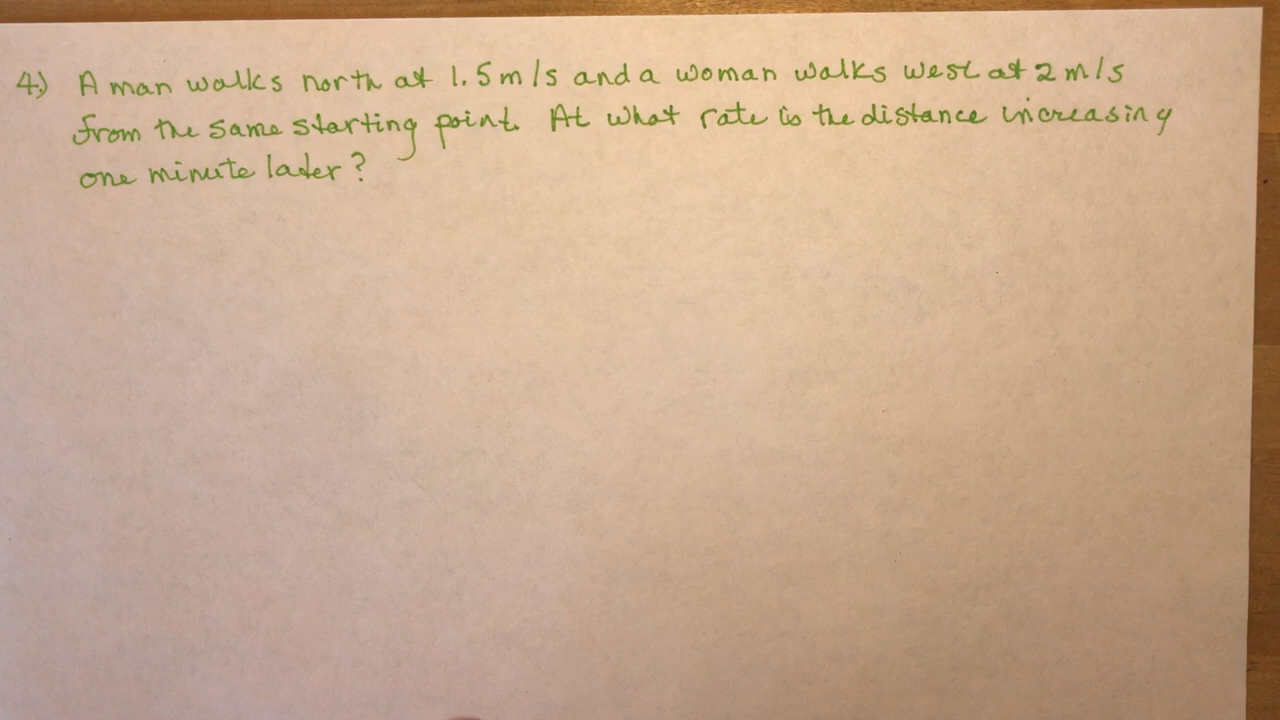 4.) A man walks north at 1.5 m/s and a woman walks west at 2 m/s
from the same starting point. At what rate is the distance increasing
one minute later?